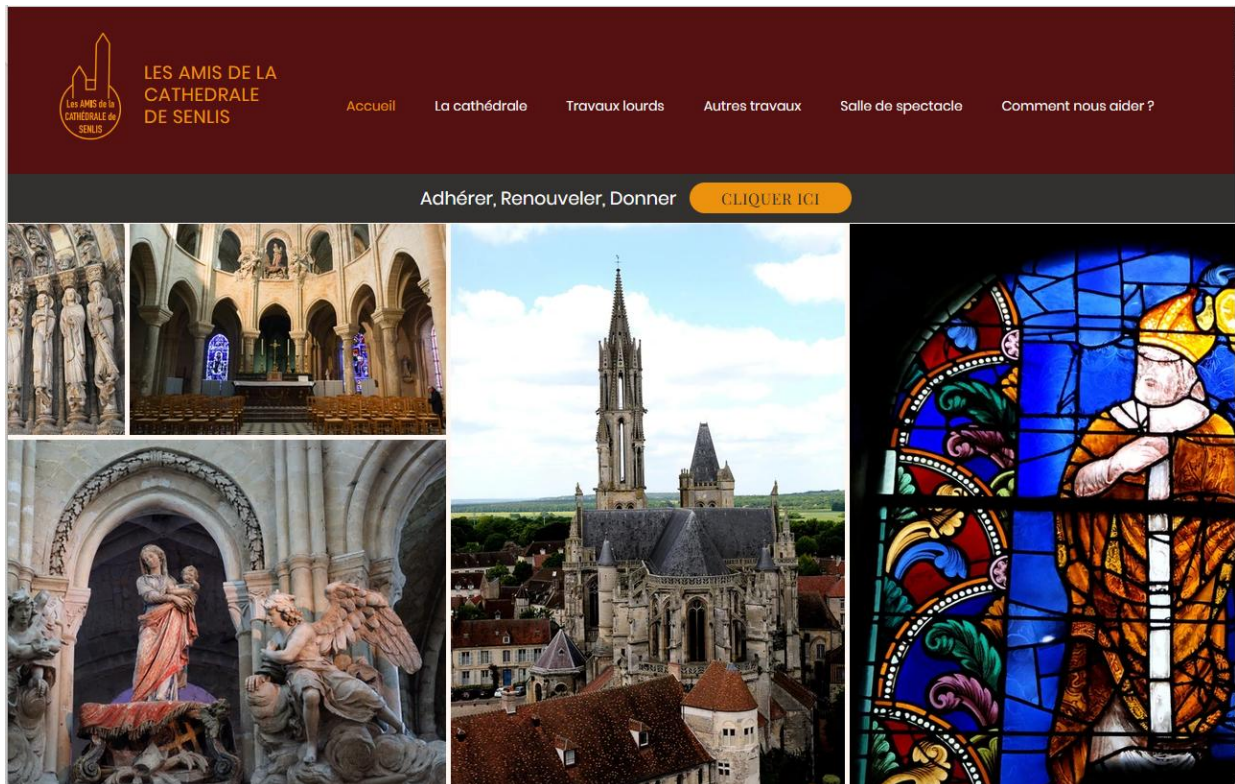 Les AMIS de la
CATHÉDRALE de
SENLIS
LES AMIS DE LA
CATHEDRALE
DE SENLIS
Accueil
La cathédrale
Travaux lourds
Autres travaux
Salle de spectacle
Comment nous aider ?
Adhérer, Renouveler, Donner
CLIQUER ICI